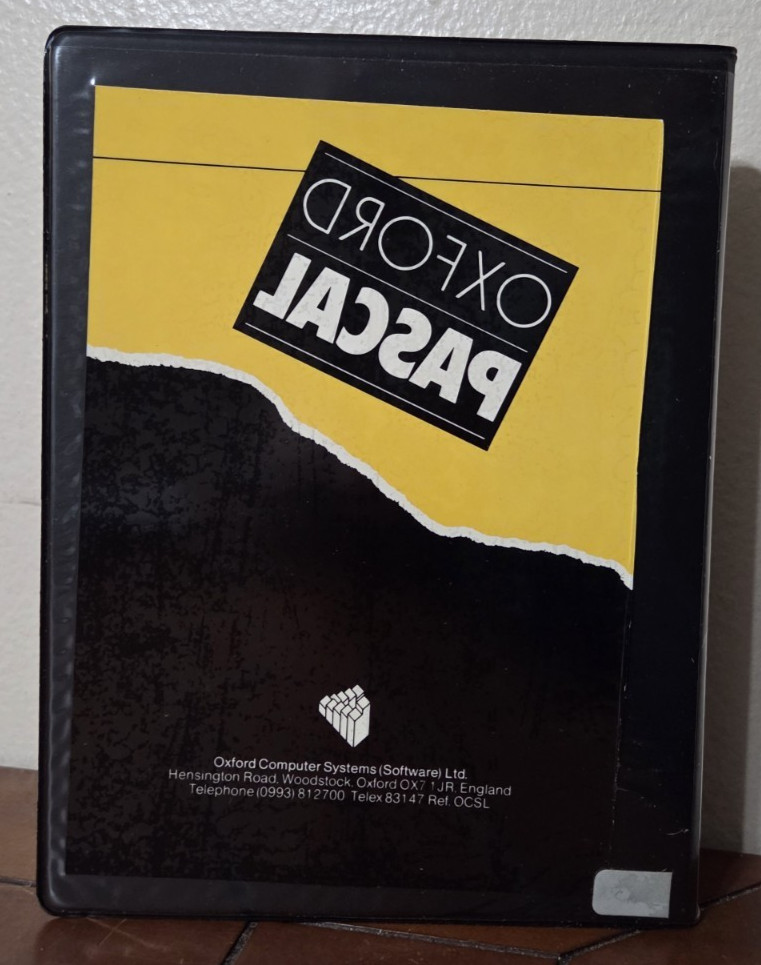 OXFORD
PASCAL
Oxford Computer Systems (Software) Ltd.
Hensington Road, Woodstock, Oxford OX7 1JR, England
Telephone (0993) 812700 Telex 83147 Ref. OCSL